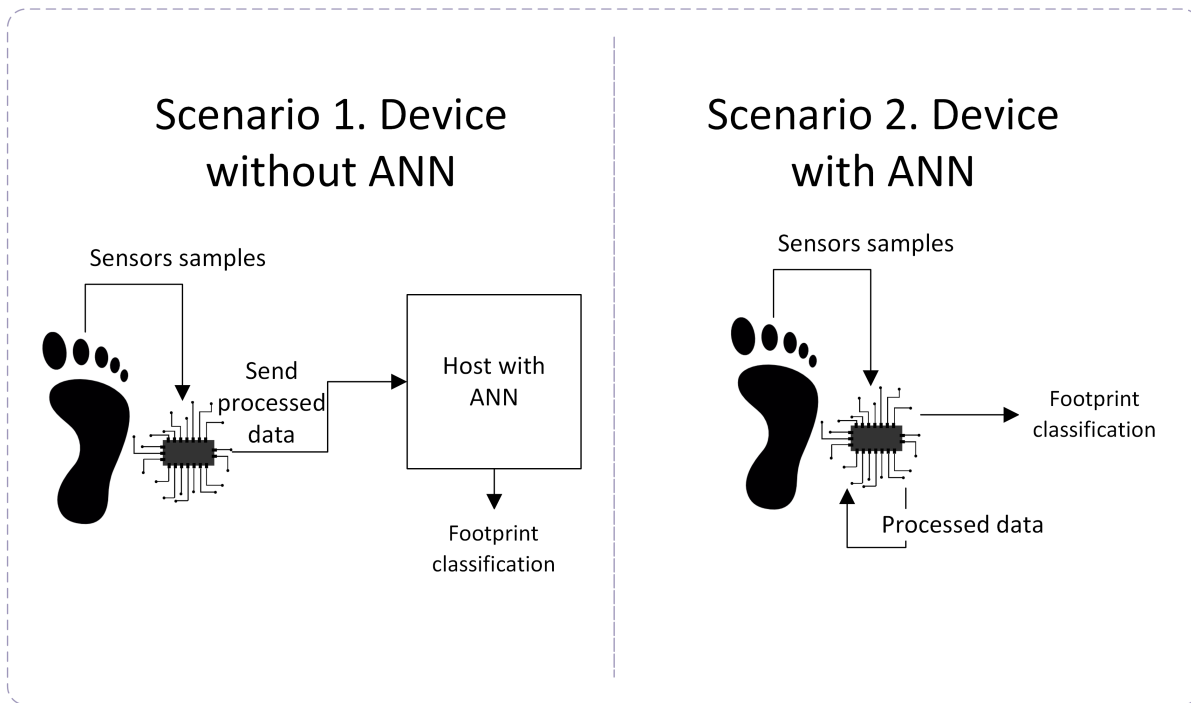 Scenario 1. Device
without ANN
Sensors samples
Send
processed
data
Host with
ANN
Footprint
classification
Scenario 2. Device
with ANN
Sensors samples
Footprint
classification
Processed data